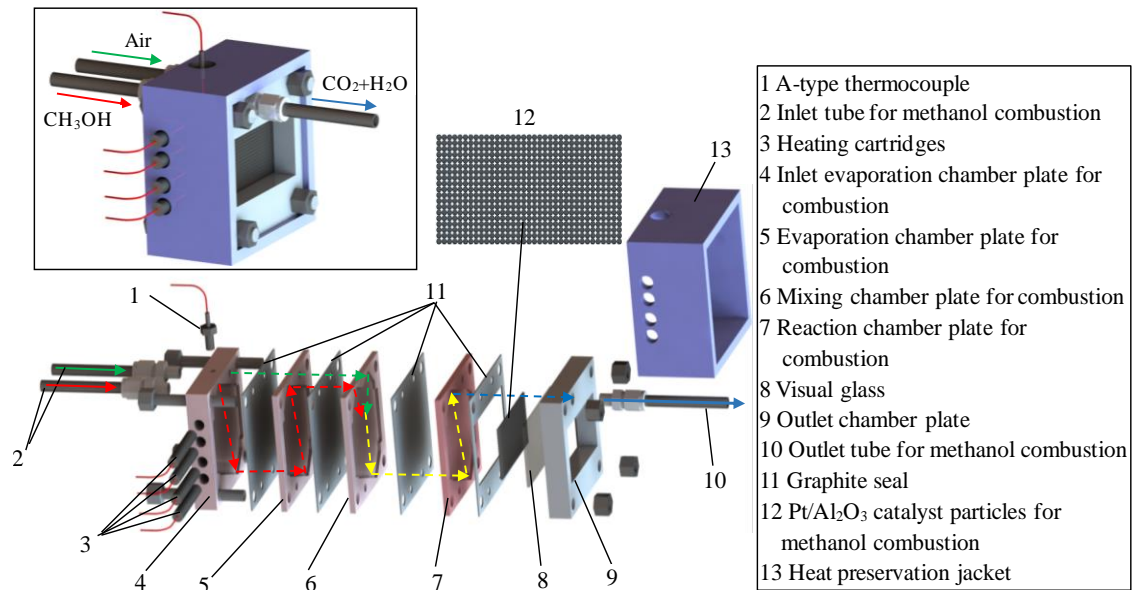 Air
CO₂+H₂O
CH₃OH
12
13
1
11
2
3
4
5
6
7
8
9
10
1 A-type thermocouple
2 Inlet tube for methanol combustion
3 Heating cartridges
4 Inlet evaporation chamber plate for
combustion
5 Evaporation chamber plate for
combustion
6 Mixing chamber plate for combustion
7 Reaction chamber plate for
combustion
8 Visual glass
9 Outlet chamber plate
10 Outlet tube for methanol combustion
11 Graphite seal
12 Pt/Al₂O₃ catalyst particles for
methanol combustion
13 Heat preservation jacket